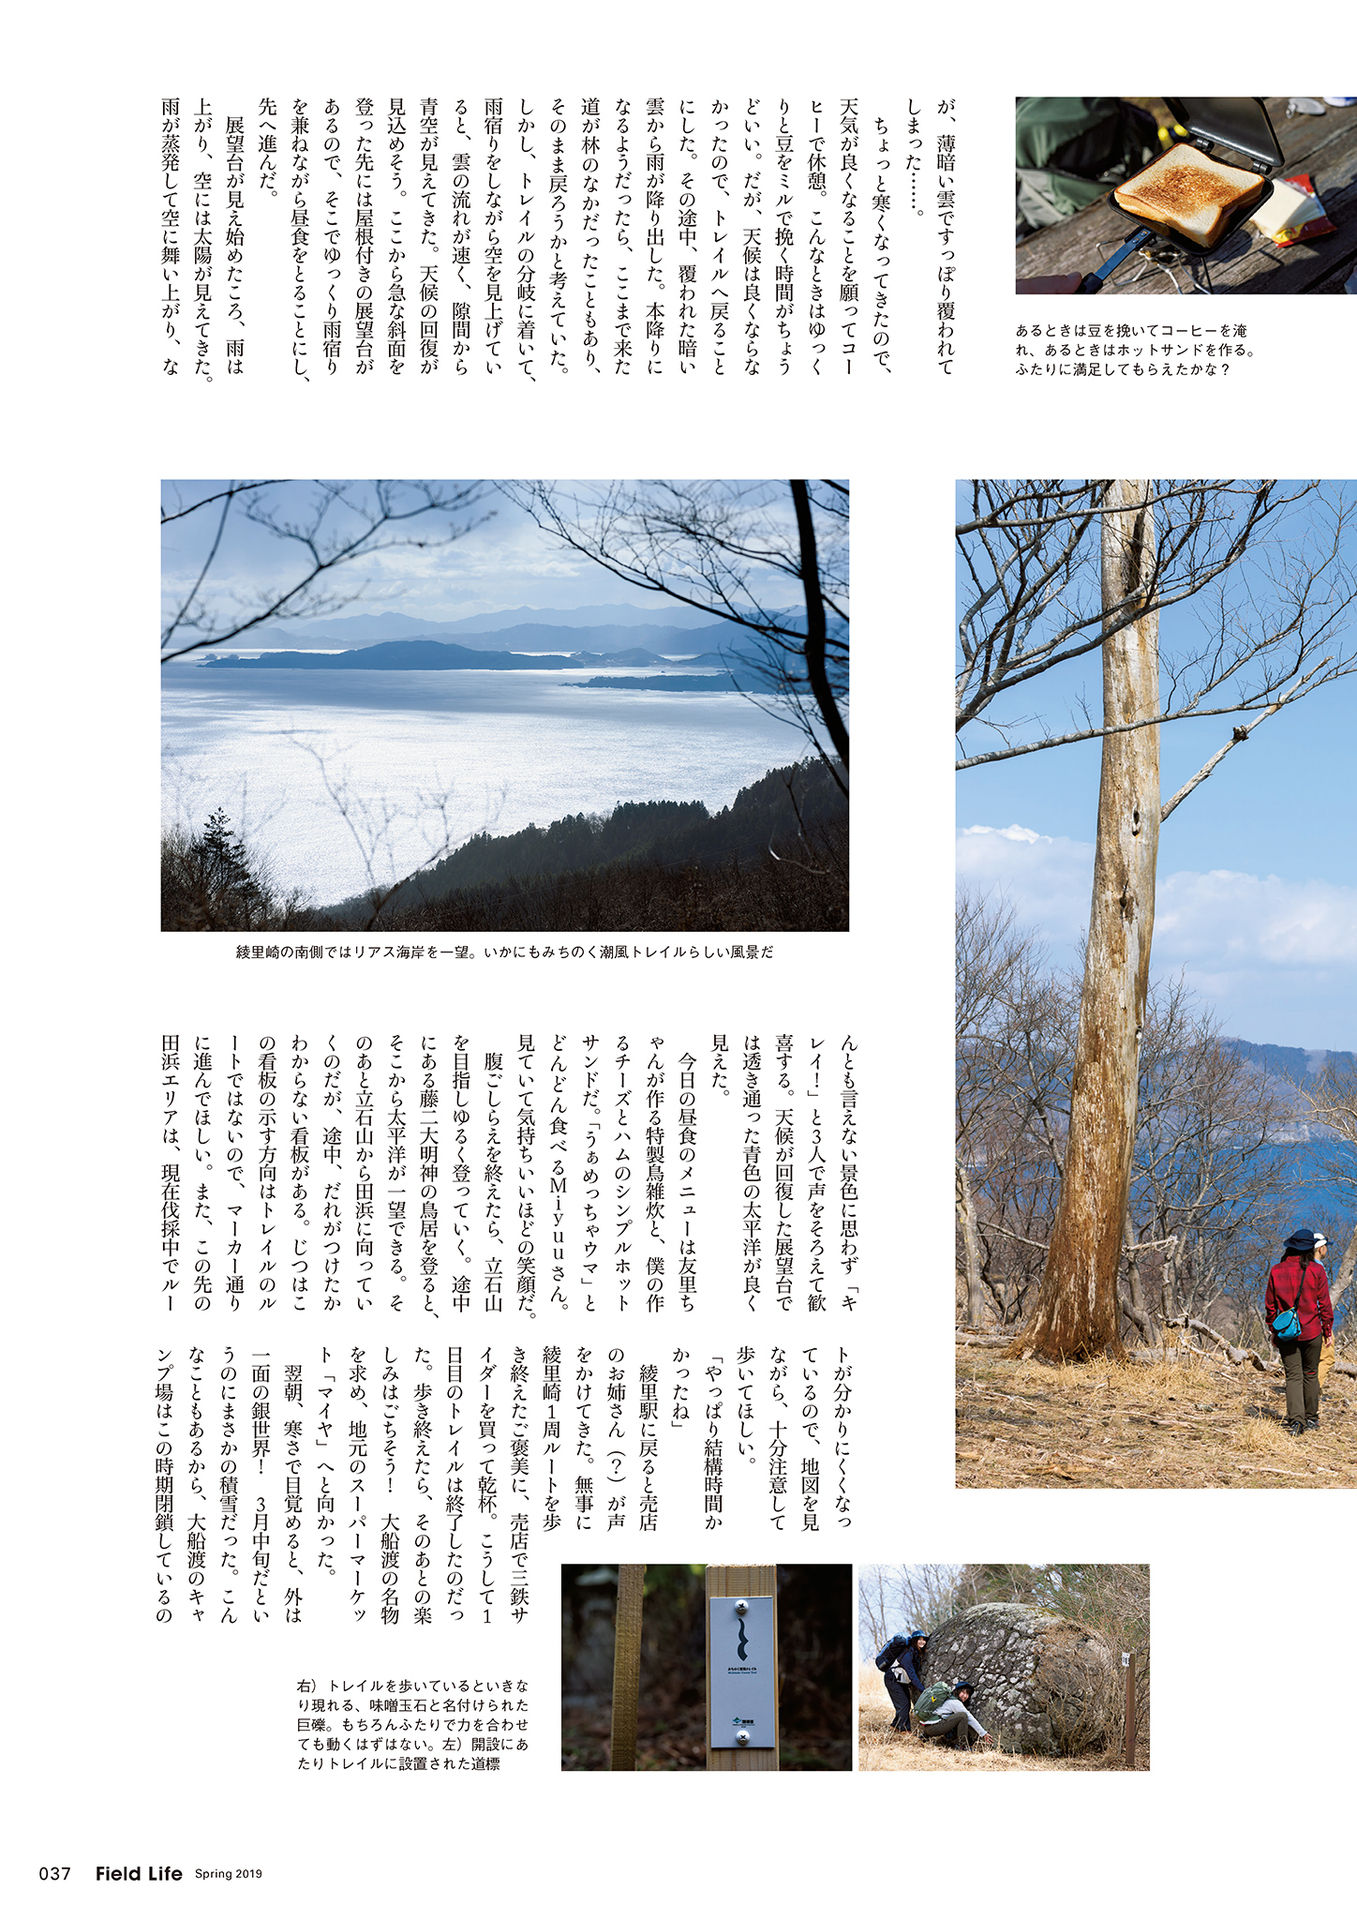 が、薄暗い雲ですっぽり覆われて
しまった……。
ちょっと寒くなってきたので、
天気が良くなることを願ってコー
ヒーで休憩。こんなときはゆっく
りと豆をミルで挽く時間がちょう
どいい。だが、天候は良くならな
かったので、トレイルへ戻ること
にした。その途中、覆われた暗い
雲から雨が降り出した。本降りに
なるようだったら、ここまで来た
道が林のなかだったこともあり、
そのまま戻ろうかと考えていた。
しかし、トレイルの分岐に着いて、
雨宿りをしながら空を見上げてい
ると、雲の流れが速く、隙間から
青空が見えてきた。天候の回復が
見込めそう。ここから急な斜面を
登った先には屋根付きの展望台が
あるので、そこでゆっくり雨宿り
を兼ねながら昼食をとることにし、
先へ進んだ。
展望台が見え始めたころ、雨は
上がり、空には太陽が見えてきた。
雨が蒸発して空に舞い上がり、な
あるときは豆を挽いてコーヒーを淹
れ、あるときはホットサンドを作る。
ふたりに満足してもらえたかな？
綾里崎の南側ではリアス海岸を一望。いかにもみちのく潮風トレイルらしい風景だ
んとも言えない景色に思わず「キ
レイ！」と3人で声をそろえて歓
喜する。天候が回復した展望台で
は透き通った青色の太平洋が良く
見えた。
今日の昼食のメニューは友里ち
ゃんが作る特製鳥雑炊と、僕の作
るチーズとハムのシンプルホット
サンドだ。「うぁめっちゃウマ」と
どんどん食べるMiyuuさん。
見ていて気持ちいいほどの笑顔だ。
腹ごしらえを終えたら、立石山
を目指しゆるく登っていく。途中
にある藤二大明神の鳥居を登ると、
そこから太平洋が一望できる。そ
のあと立石山から田浜に向ってい
くのだが、途中、だれがつけたか
わからない看板がある。じつはこ
の看板の示す方向はトレイルのル
ートではないので、マーカー通り
に進んでほしい。また、この先の
田浜エリアは、現在伐採中でルー
トが分かりにくくなっ
ているので、地図を見
ながら、十分注意して
歩いてほしい。
「やっぱり結構時間か
かったね」
綾里駅に戻ると売店
のお姉さん（？）が声
をかけてきた。無事に
綾里崎1周ルートを歩
き終えたご褒美に、売店で三鉄サ
イダーを買って乾杯。こうして1
日目のトレイルは終了したのだっ
た。歩き終えたら、そのあとの楽
しみはごちそう！　大船渡の名物
を求め、地元のスーパーマーケッ
ト「マイヤ」へと向かった。
翌朝、寒さで目覚めると、外は
一面の銀世界！　3月中旬だとい
うのにまさかの積雪だった。こん
なこともあるから、大船渡のキャ
ンプ場はこの時期閉鎖しているの
右）トレイルを歩いているといきな
り現れる、味噌玉石と名付けられた
巨礫。もちろんふたりで力を合わせ
ても動くはずはない。左）開設にあ
たりトレイルに設置された道標
みちのく潮風トレイル
037 Field Life Spring 2019